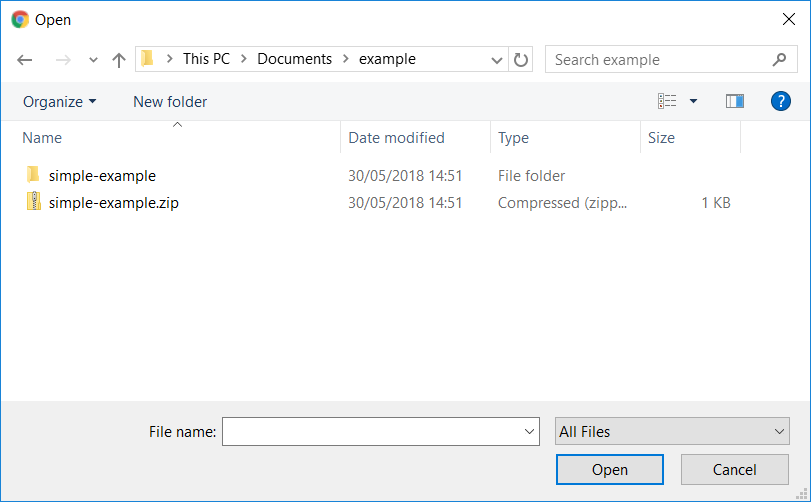 Open
This PC > Documents > example
Search example
Organize New folder ?
Name Date modified Type Size
simple-example 30/05/2018 14:51 File folder
simple-example.zip 30/05/2018 14:51 Compressed (zipp... 1 KB
File name: All Files
Open Cancel